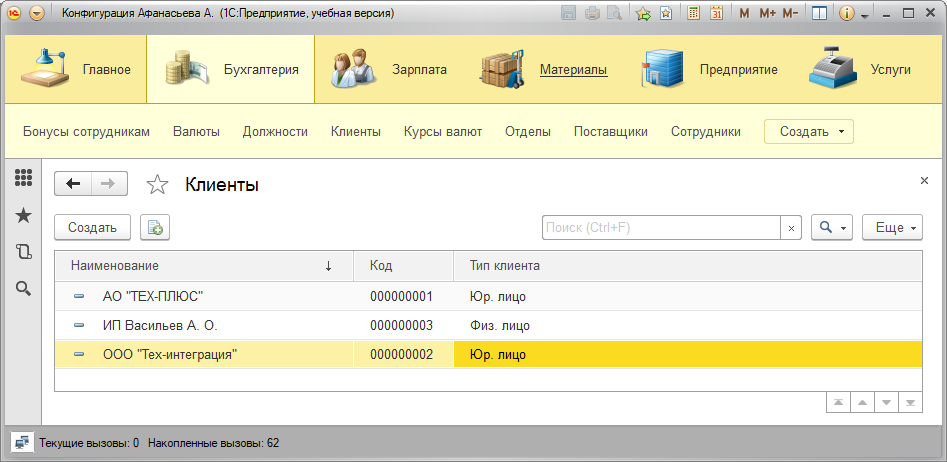 Конфигурация Афанасьева А. (1С:Предприятие, учебная версия)
M M+ M-
Главное Бухгалтерия Зарплата Материалы Предприятие Услуги
Бонусы сотрудникам Валюты Должности Клиенты Курсы валют Отделы Поставщики Сотрудники Создать
Клиенты
Создать Поиск (Ctrl+F) Еще
Наименование Код Тип клиента
АО "ТЕХ-ПЛЮС" 000000001 Юр. лицо
ИП Васильев А. О. 000000003 Физ. лицо
ООО "Тех-интеграция" 000000002 Юр. лицо
Текущие вызовы: 0 Накопленные вызовы: 62